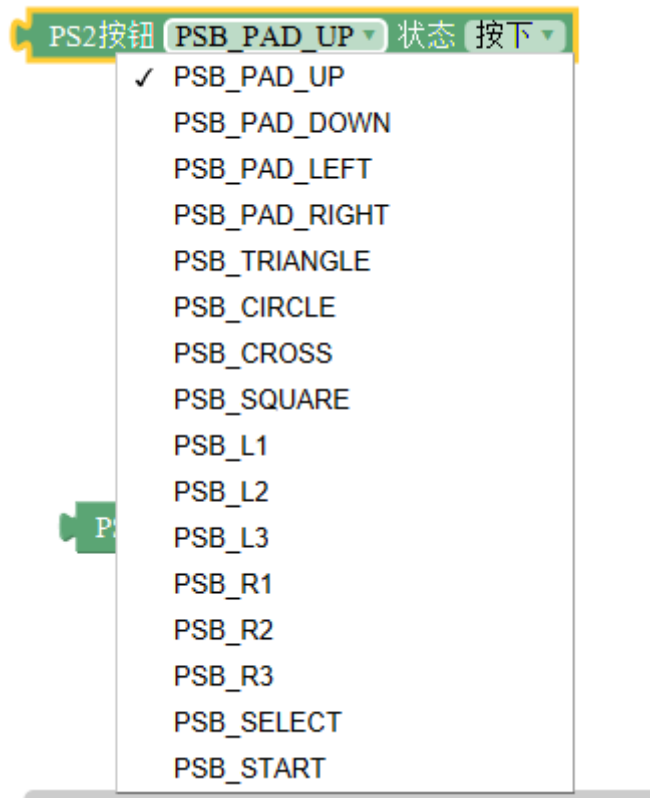 PS2按钮 PSB_PAD_UP 状态 按下
✓ PSB_PAD_UP
PSB_PAD_DOWN
PSB_PAD_LEFT
PSB_PAD_RIGHT
PSB_TRIANGLE
PSB_CIRCLE
PSB_CROSS
PSB_SQUARE
PSB_L1
PSB_L2
PSB_L3
PSB_R1
PSB_R2
PSB_R3
PSB_SELECT
PSB_START